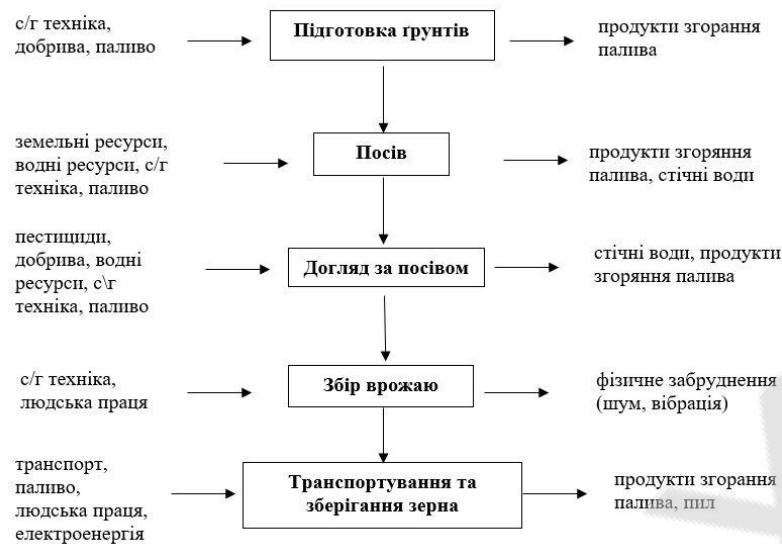 с/г техніка,
добрива, паливо
Підготовка ґрунтів
продукти згорання
палива
земельні ресурси,
водні ресурси, с/г
техніка, паливо
Посів
продукти згоряння
палива, стічні води
пестициди,
добрива, водні
ресурси, с\г
техніка, паливо
Догляд за посівом
стічні води, продукти
згоряння палива
с/г техніка,
людська праця
Збір врожаю
фізичне забруднення
(шум, вібрація)
транспорт,
паливо,
людська праця,
електроенергія
Транспортування та
зберігання зерна
продукти згорання
палива, пил